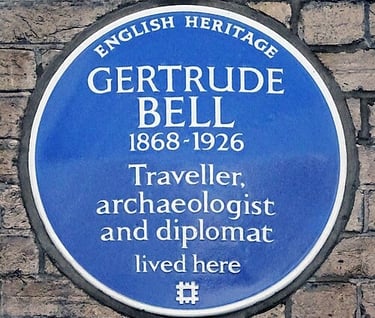 ENGLISH HERITAGE
GERTRUDE
BELL
1868-1926
Traveller,
archaeologist
and diplomat
lived here